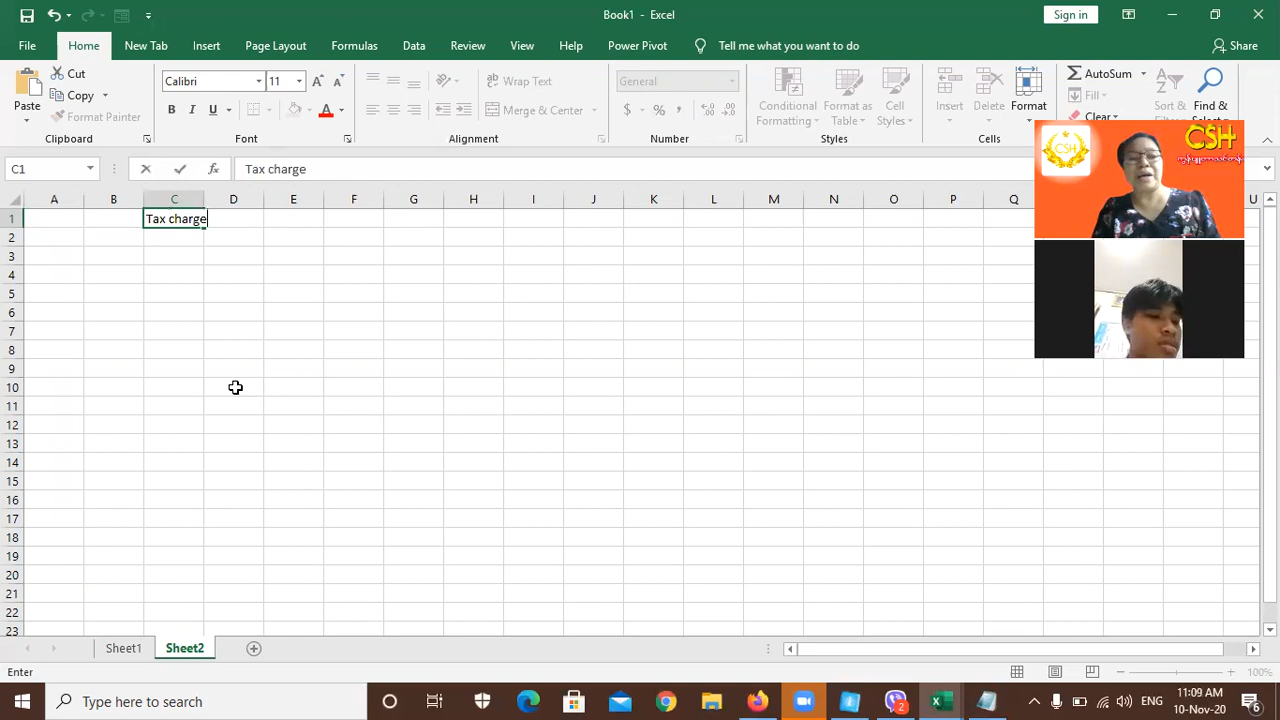 Book1 - Excel
Sign in
File Home New Tab Insert Page Layout Formulas Data Review View Help Power Pivot Tell me what you want to do Share
Paste
Cut
Copy
Format Painter
Clipboard
Calibri 11
B I U
Font
Wrap Text
Merge & Center
Alignment
General
$ % ,
Number
Conditional Formatting
Format as Table
Cell Styles
Styles
Insert Delete Format
Cells
AutoSum
Fill
Clear
Sort &
Find &
CSH
CSH
C1 fx Tax charge
A B C D E F G H I J K L M N O P Q U
1 Tax charge
2
3
4
5
6
7
8
9
10
11
12
13
14
15
16
17
18
19
20
21
22
23
Sheet1 Sheet2
Enter 100%
Type here to search
2
ENG
11:09 AM
10-Nov-20
6